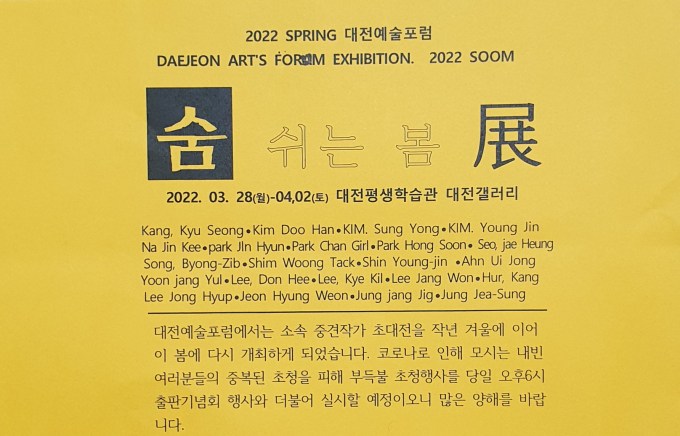 2022 SPRING 대전예술포럼
DAEJEON ART'S FORUM EXHIBITION. 2022 SOOM
숨 쉬는 봄 展
2022. 03. 28(월)-04,02(토) 대전평생학습관 대전갤러리
Kang, Kyu Seong•Kim Doo Han•KIM. Sung Yong•KIM. Young Jin
Na Jin Kee•park JIn Hyun•Park Chan Girl•Park Hong Soon• Seo, jae Heung
Song, Byong-Zib•Shim Woong Tack•Shin Young-jin •Ahn Ui Jong
Yoon jang Yul•Lee, Don Hee•Lee, Kye Kil•Lee Jang Won•Hur, Kang
Lee Jong Hyup•Jeon Hyung Weon•Jung jang Jig•Jung Jea-Sung
대전예술포럼에서는 소속 중견작가 초대전을 작년 겨울에 이어
이 봄에 다시 개최하게 되었습니다. 코로나로 인해 모시는 내빈
여러분들의 중복된 초청을 피해 부득불 초청행사를 당일 오후6시
출판기념회 행사와 더불어 실시할 예정이오니 많은 양해를 바랍
니다.